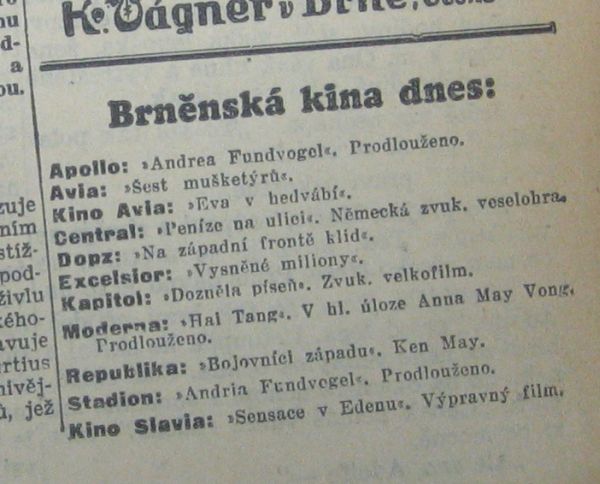 K. Vágner v Brně,
Brněnská kina dnes:
Apollo: »Andrea Fundvogel«. Prodlouženo.
Avia: »Šest mušketýrů«.
Kino Avia: »Eva v hedvábí«.
Central: »Peníze na ulici«. Německá zvuk. veselohra.
Dopz: »Na západní frontě klid«.
Excelsior: »Vysněné miliony«.
Kapitol: »Dozněla píseň«. Zvuk. velkofilm.
Moderna: »Hai Tang«. V hl. úloze Anna May Vong.
Prodlouženo.
Republika: »Bojovníci západu«. Ken May.
Stadion: »Andria Fundvogel«. Prodlouženo.
Kino Slavia: »Sensace v Edenu«. Výpravný film.